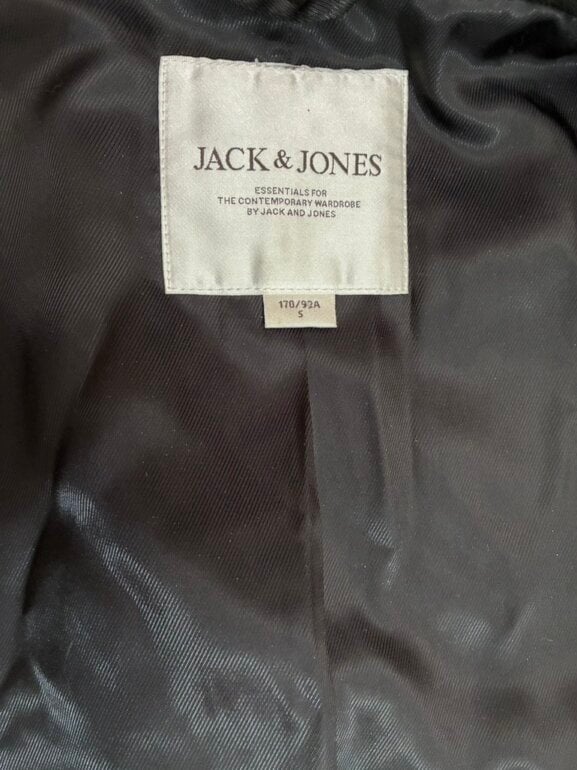 JACK & JONES
ESSENTIALS FOR
THE CONTEMPORARY WARDROBE
BY JACK AND JONES
170/92A
S